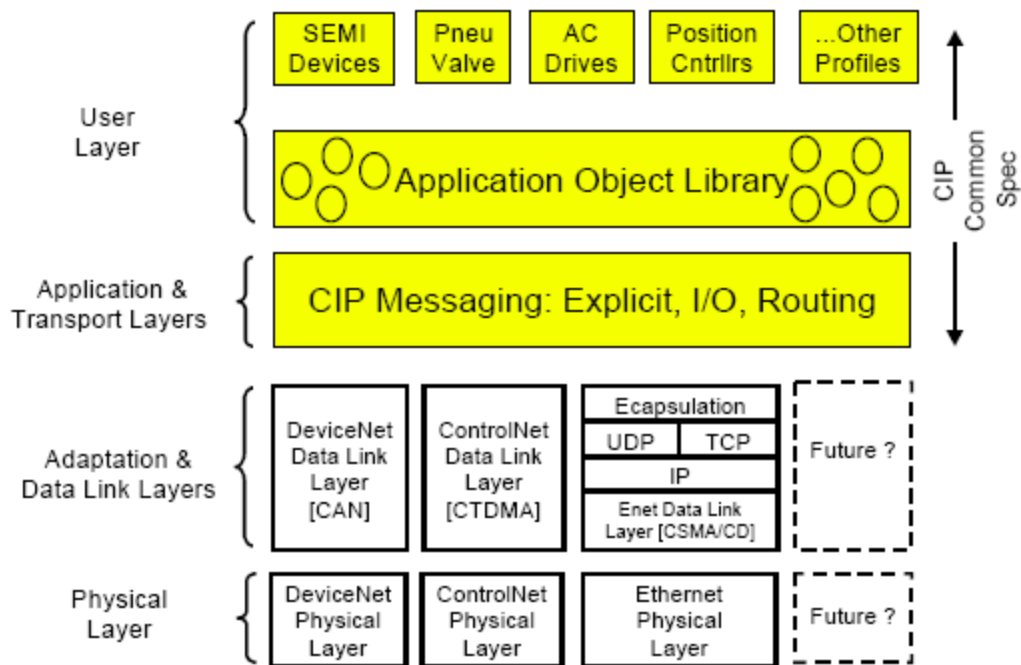 SEMI
Devices
Pneu
Valve
AC
Drives
Position
Cntrllrs
...Other
Profiles
User
Layer
Application Object Library
CIP
Common
Spec
Application &
Transport Layers
CIP Messaging: Explicit, I/O, Routing
Adaptation &
Data Link Layers
DeviceNet
Data Link
Layer
[CAN]
ControlNet
Data Link
Layer
[CTDMA]
Ecapsulation
UDP
TCP
IP
Enet Data Link
Layer [CSMA/CD]
Future ?
Physical
Layer
DeviceNet
Physical
Layer
ControlNet
Physical
Layer
Ethernet
Physical
Layer
Future ?